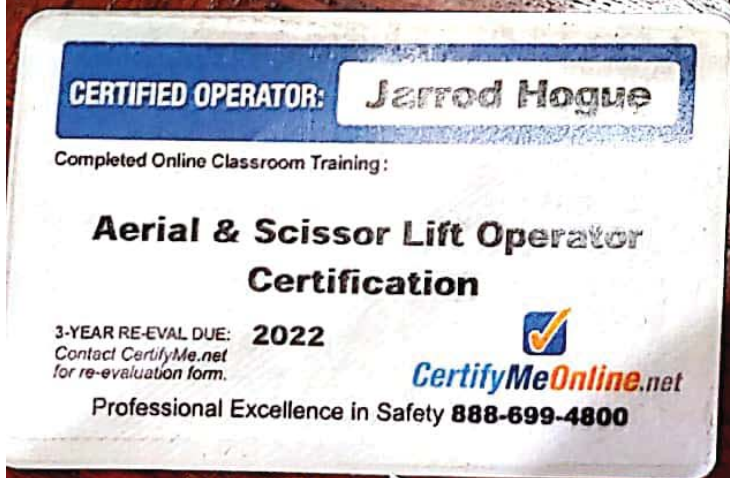 CERTIFIED OPERATOR: Jarrod Hogue
Completed Online Classroom Training:
Aerial & Scissor Lift Operator
Certification
3-YEAR RE-EVAL DUE: 2022
Contact CertifyMe.net
for re-evaluation form.
CertifyMeOnline.net
Professional Excellence in Safety 888-699-4800